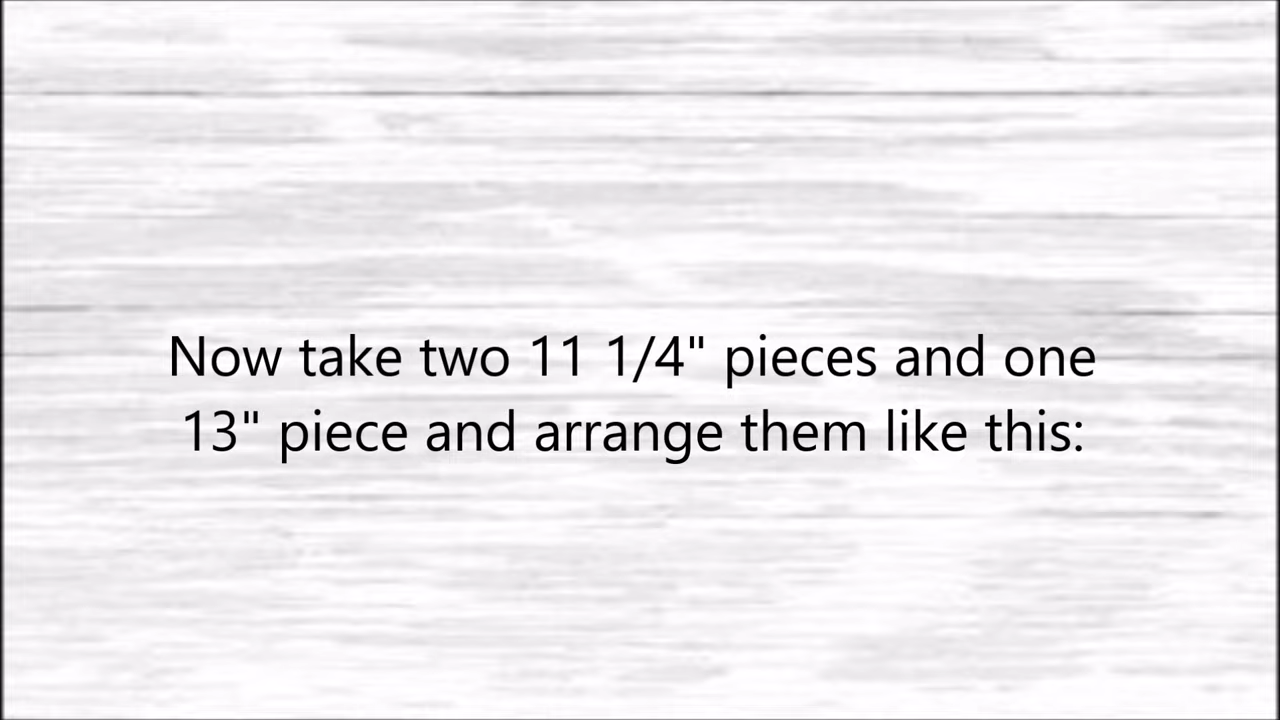 Now take two 11 1/4" pieces and one
13" piece and arrange them like this: